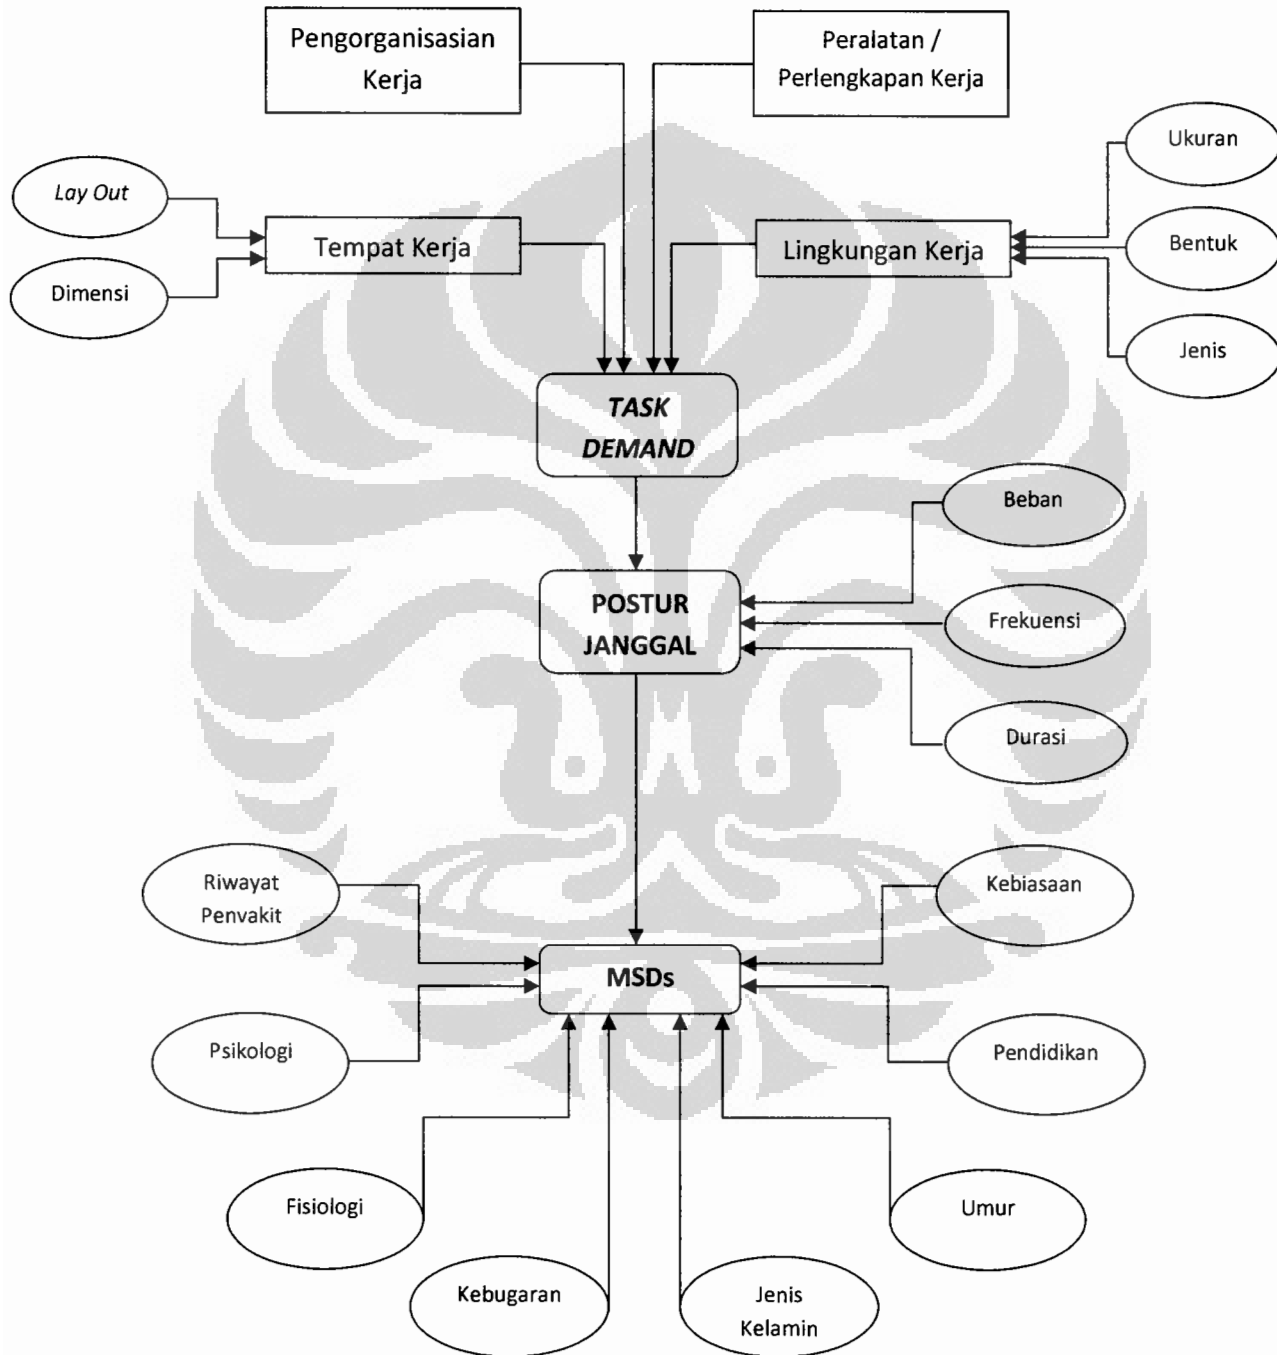 Pengorganisasian
Kerja
Peralatan /
Perlengkapan Kerja
Ukuran
Lay Out
Tempat Kerja
Lingkungan Kerja
Bentuk
Dimensi
Jenis
TASK
DEMAND
Beban
POSTUR
JANGGAL
Frekuensi
Durasi
Riwayat
Penvakit
Kebiasaan
MSDs
Psikologi
Pendidikan
Fisiologi
Umur
Kebugaran
Jenis
Kelamin